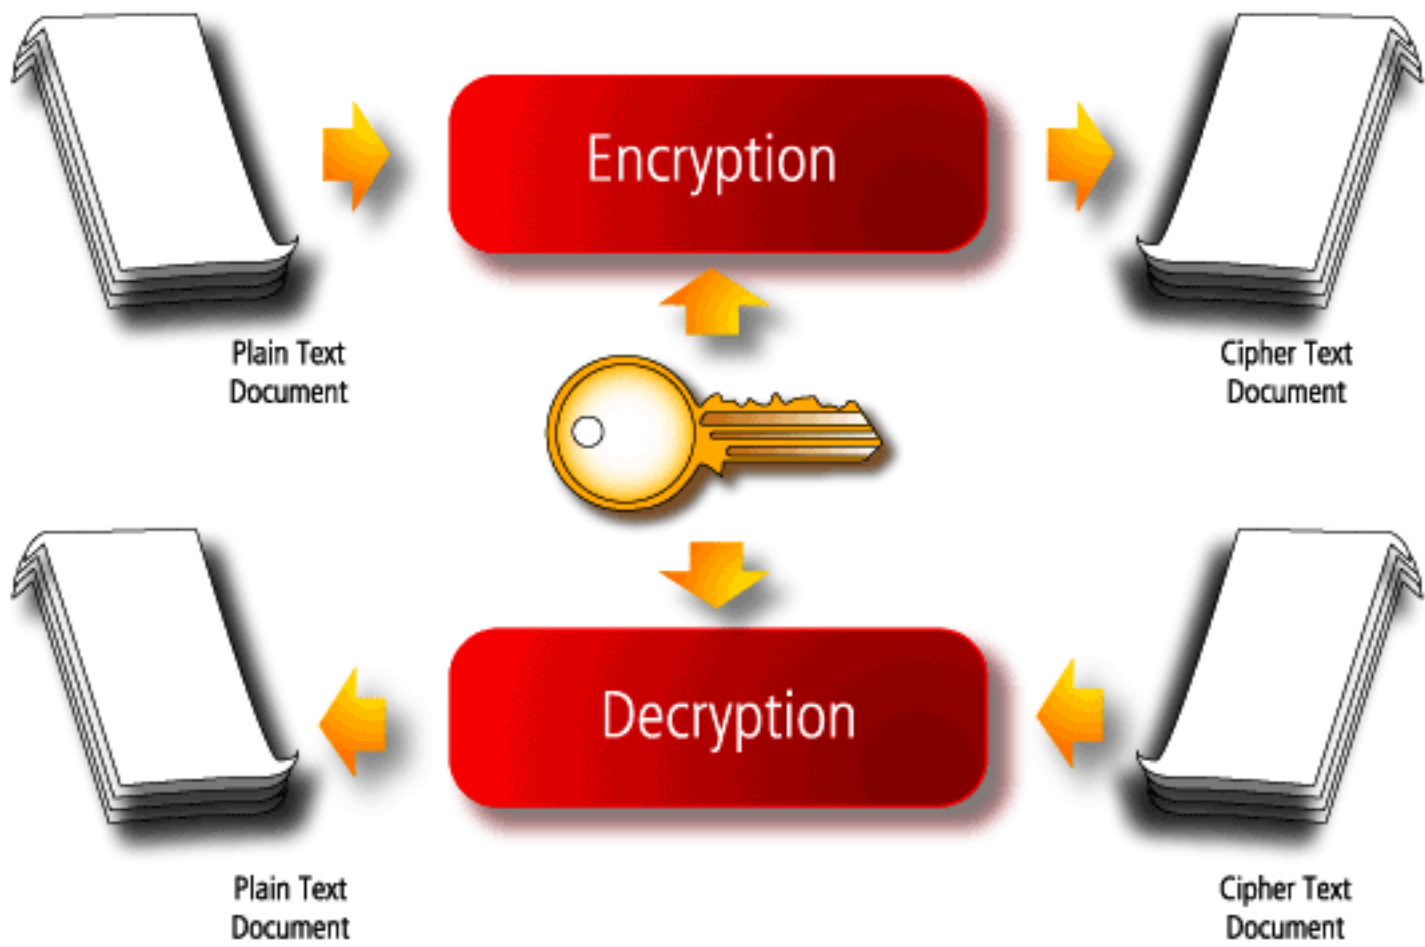 Encryption
Plain Text
Document
Cipher Text
Document
Decryption
Plain Text
Document
Cipher Text
Document